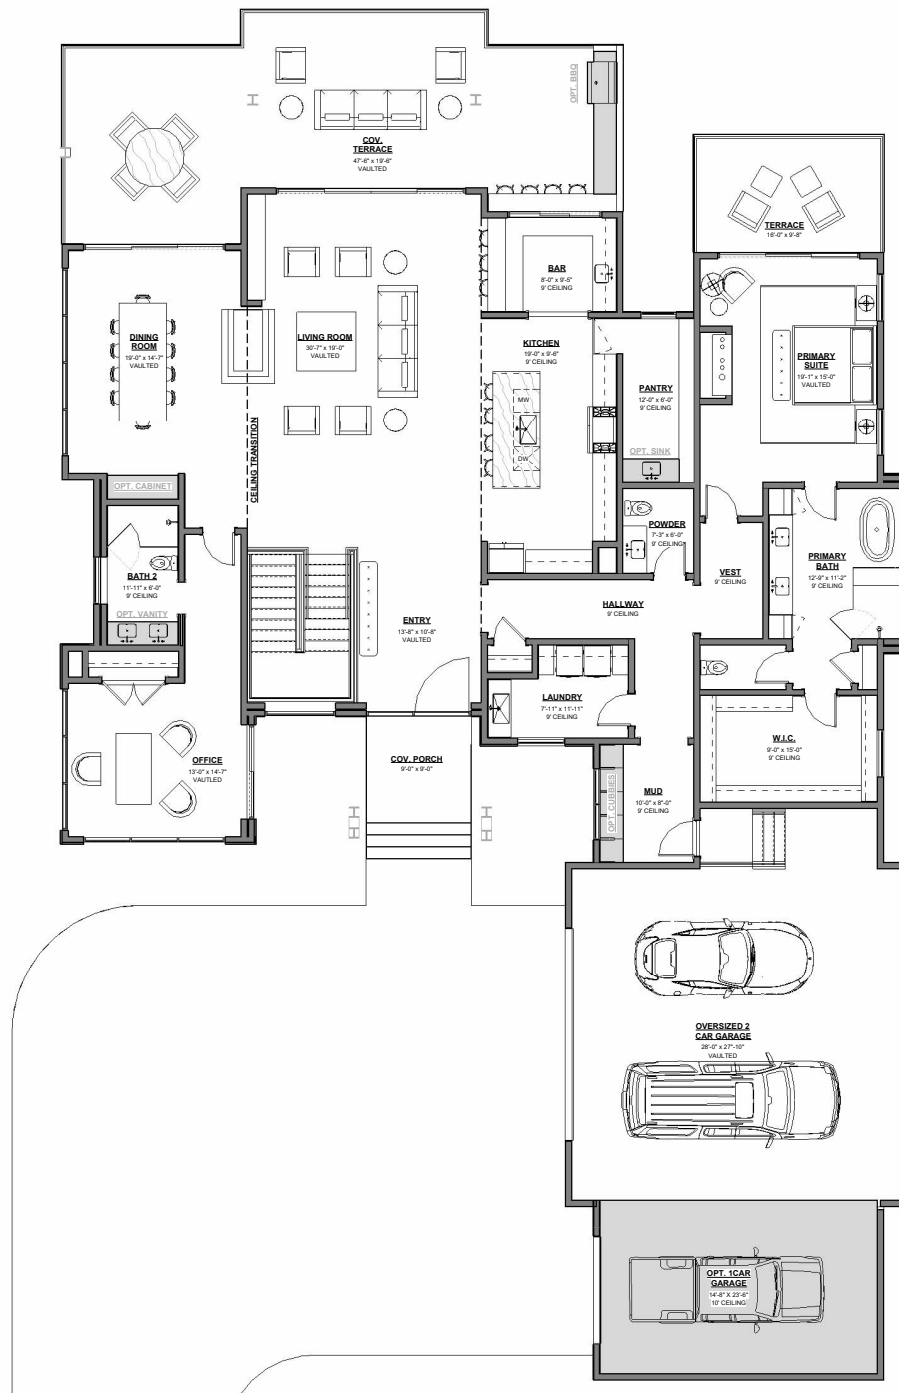 OPT. BBQ
COV.
TERRACE
47'-6" x 19'-6"
VAULTED
TERRACE
16'-0" x 9'-8"
BAR
8'-0" x 9'-5"
9' CEILING
DINING
ROOM
19'-0" x 14'-7"
VAULTED
LIVING ROOM
30'-7" x 19'-0"
VAULTED
KITCHEN
19'-0" x 9'-6"
9' CEILING
PRIMARY
SUITE
19'-1" x 15'-0"
VAULTED
PANTRY
12'-0" x 6'-0"
9' CEILING
MW
DW
OPT. SINK
CEILING TRANSITION
OPT. CABINET
POWDER
7'-3" x 6'-0"
9' CEILING
BATH 2
11'-11" x 6'-0"
9' CEILING
OPT. VANITY
VEST
9' CEILING
PRIMARY
BATH
12'-9" x 11'-2"
9' CEILING
HALLWAY
9' CEILING
ENTRY
13'-8" x 10'-8"
VAULTED
LAUNDRY
7'-11" x 11'-11"
9' CEILING
OFFICE
13'-0" x 14'-7"
VAUTLED
COV. PORCH
9'-0" x 9'-0"
W.I.C.
9'-0" x 15'-0"
9' CEILING
OPT. CUBBIES
MUD
10'-0" x 8'-0"
9' CEILING
OVERSIZED 2
CAR GARAGE
28'-0" x 27'-10"
VAULTED
OPT. 1CAR
GARAGE
14'-8" X 23'-6"
10' CEILING